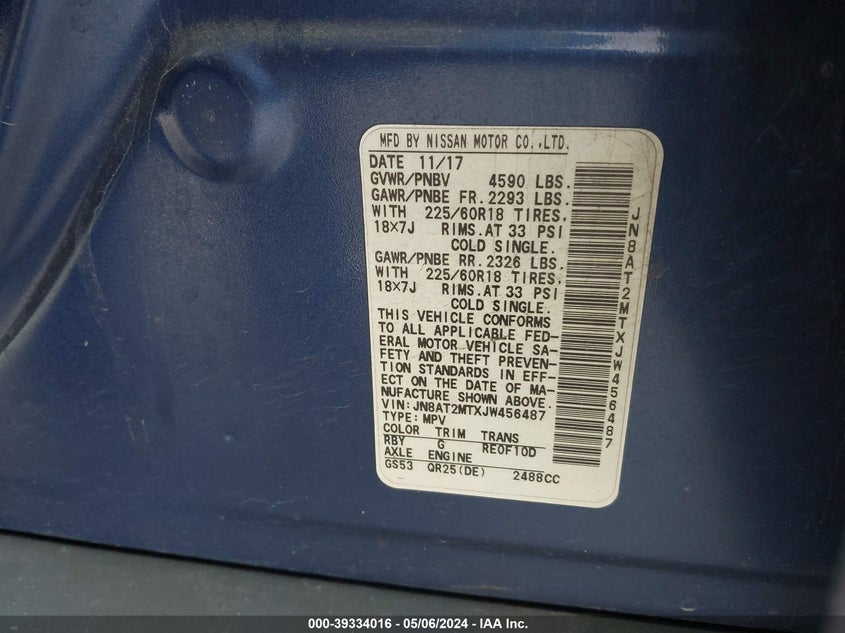 MFD BY NISSAN MOTOR CO.,LTD.
DATE 11/17
GVWR/PNBV 4590 LBS.
GAWR/PNBE FR.2293 LBS.
WITH 225/60R18 TIRES,
18×7J RIMS.AT 33 PSI
COLD SINGLE.
GAWR/PNBE RR.2326 LBS.
WITH 225/60R18 TIRES,
18×7J RIMS.AT 33 PSI
COLD SINGLE.
THIS VEHICLE CONFORMS
TO ALL APPLICABLE FED-
ERAL MOTOR VEHICLE SA-
FETY AND THEFT PREVEN-
TION STANDARDS IN EFF-
ECT ON THE DATE OF MA-
NUFACTURE SHOWN ABOVE.
VIN:JN8AT2MTXJW456487
TYPE:MPV
COLOR TRIM TRANS
RBY G RE0F10D
AXLE ENGINE
GS53 QR25(DE) 2488CC
JN8AT2MTXJW456487
000-39334016 - 05/06/2024 - IAA Inc.